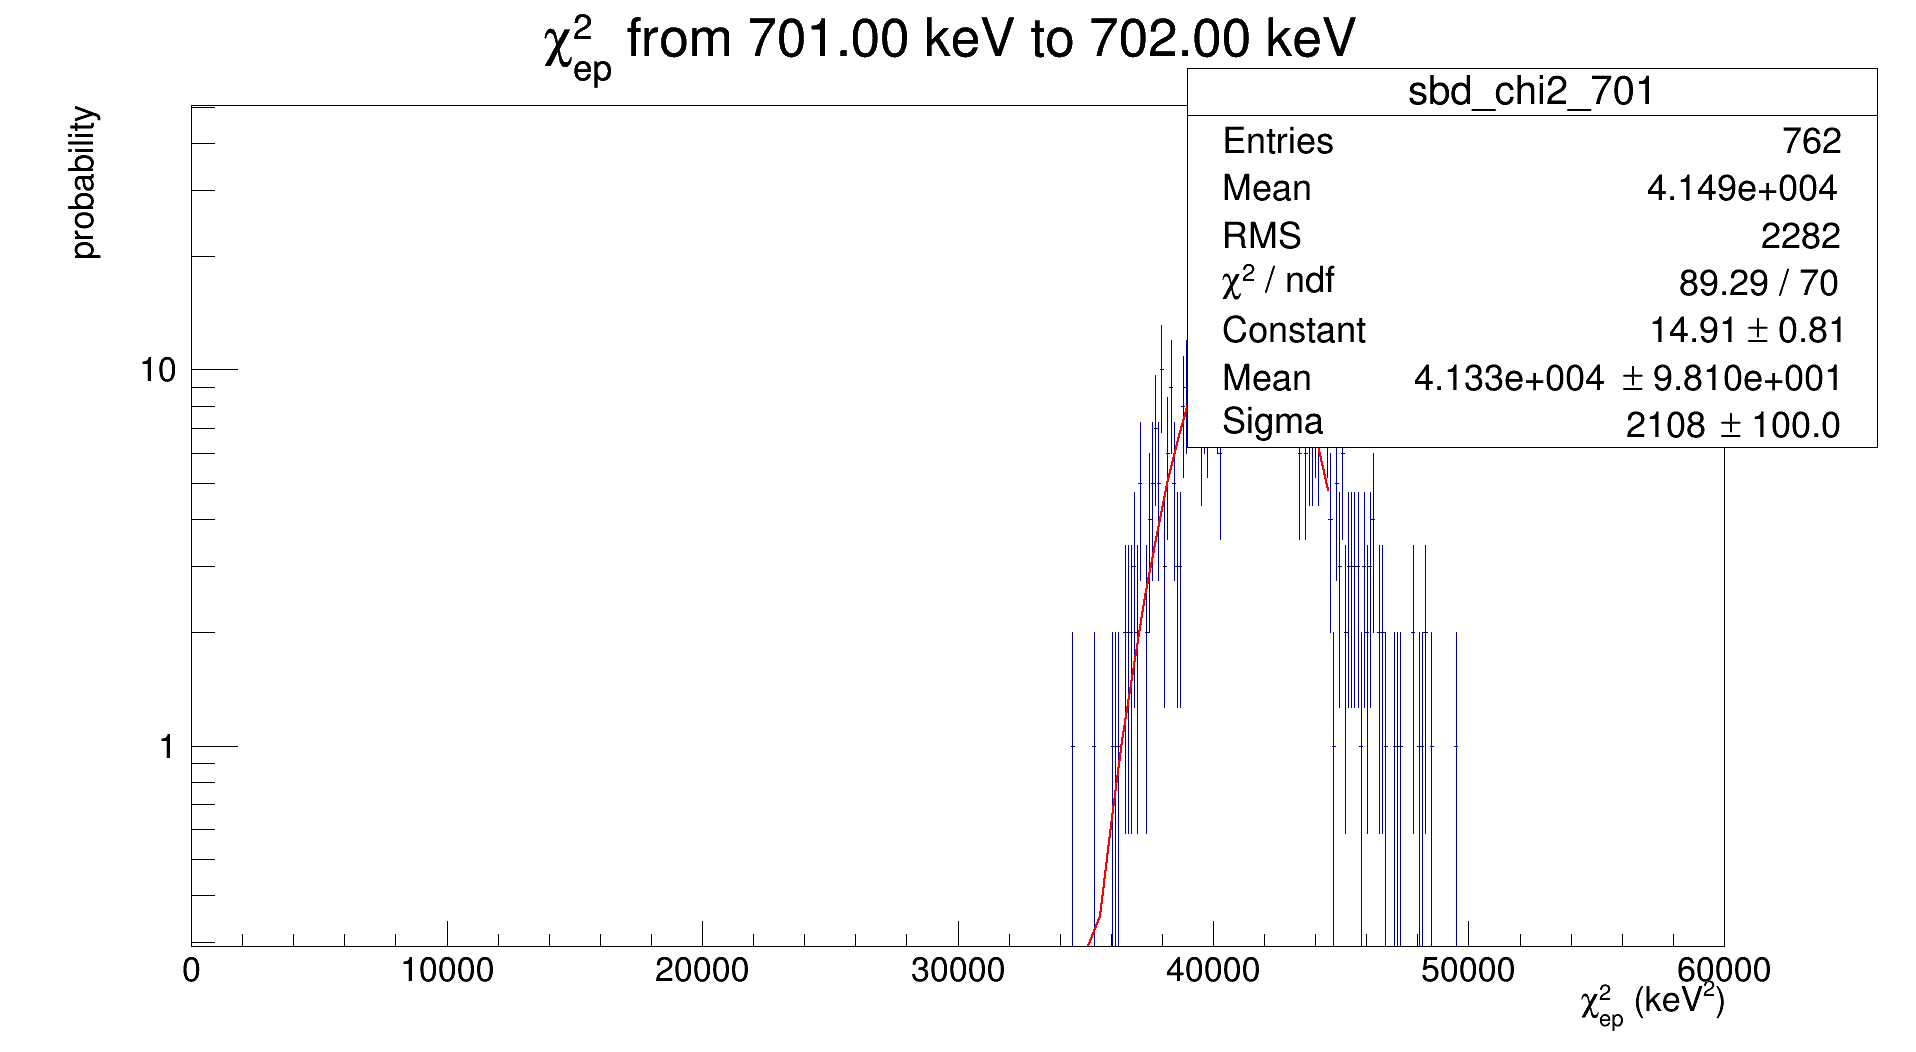 χ²ep from 701.00 keV to 702.00 keV
probability
sbd_chi2_701
Entries 762
Mean 4.149e+004
RMS 2282
χ² / ndf 89.29 / 70
Constant 14.91 ± 0.81
Mean 4.133e+004 ± 9.810e+001
Sigma 2108 ± 100.0
10
1
0 10000 20000 30000 40000 50000 60000
χ²ep (keV²)